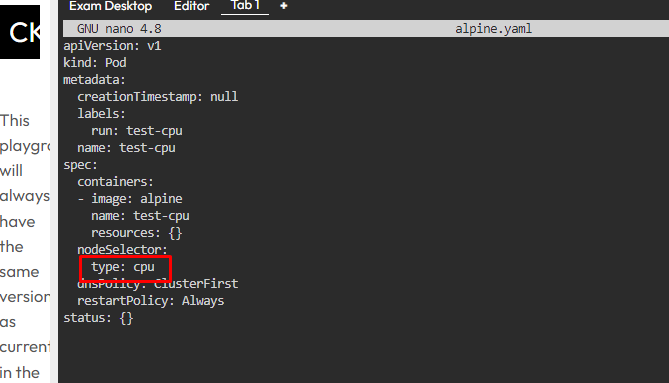 Exam Desktop Editor Tab 1 +
CK
GNU nano 4.8 alpine.yaml
apiVersion: v1
kind: Pod
metadata:
  creationTimestamp: null
  labels:
    run: test-cpu
  name: test-cpu
spec:
  containers:
  - image: alpine
    name: test-cpu
    resources: {}
  nodeSelector:
    type: cpu
  dnsPolicy: ClusterFirst
  restartPolicy: Always
status: {}
This
playgro
will
always
have
the
same
version
as
current
in the